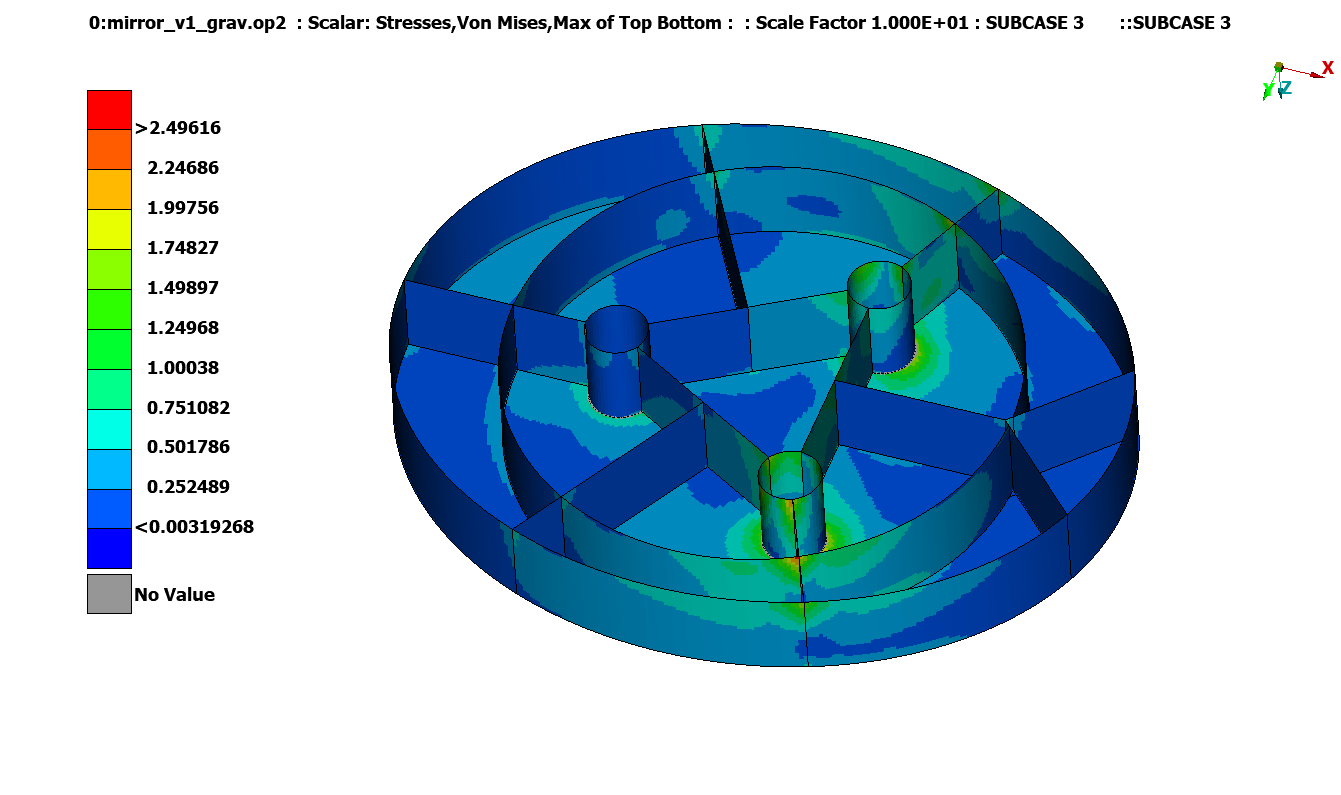 0:mirror_v1_grav.op2 : Scalar: Stresses,Von Mises,Max of Top Bottom : : Scale Factor 1.000E+01 : SUBCASE 3 ::SUBCASE 3
X
Y Z
>2.49616
2.24686
1.99756
1.74827
1.49897
1.24968
1.00038
0.751082
0.501786
0.252489
<0.00319268
No Value